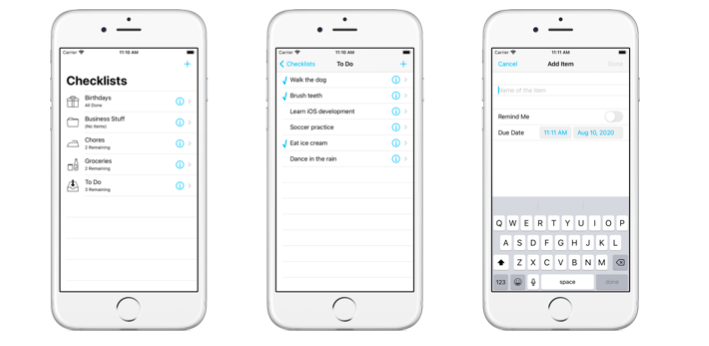 Carrier 11:10 AM
+
Checklists
Birthdays
All Done
Business Stuff
(No Items)
Chores
2 Remaining
Groceries
2 Remaining
To Do
3 Remaining
Carrier 11:10 AM
Checklists To Do +
Walk the dog
Brush teeth
Learn iOS development
Soccer practice
Eat ice cream
Dance in the rain
Carrier 11:11 AM
Cancel Add Item Done
Name of the item
Remind Me
Due Date 11:11 AM Aug 10, 2020
Q W E R T Y U I O P
A S D F G H J K L
Z X C V B N M
123 space done